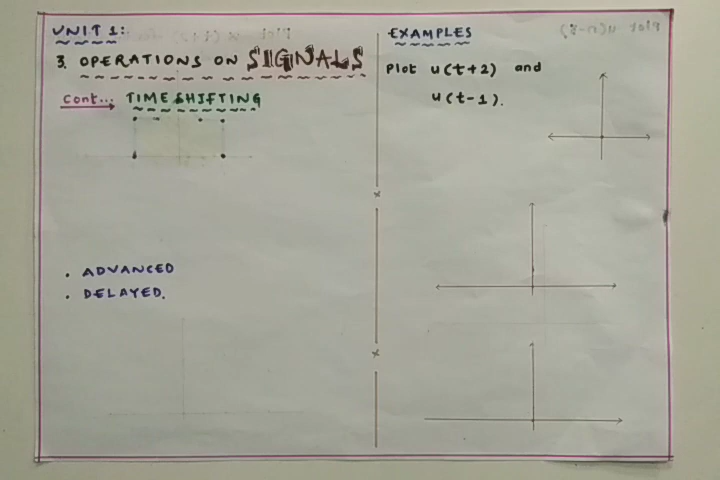 UNIT 1:
3. OPERATIONS ON SIGNALS
Cont... TIME SHIFTING
. ADVANCED
. DELAYED.
EXAMPLES
Plot u(t+2) and
u(t-1).